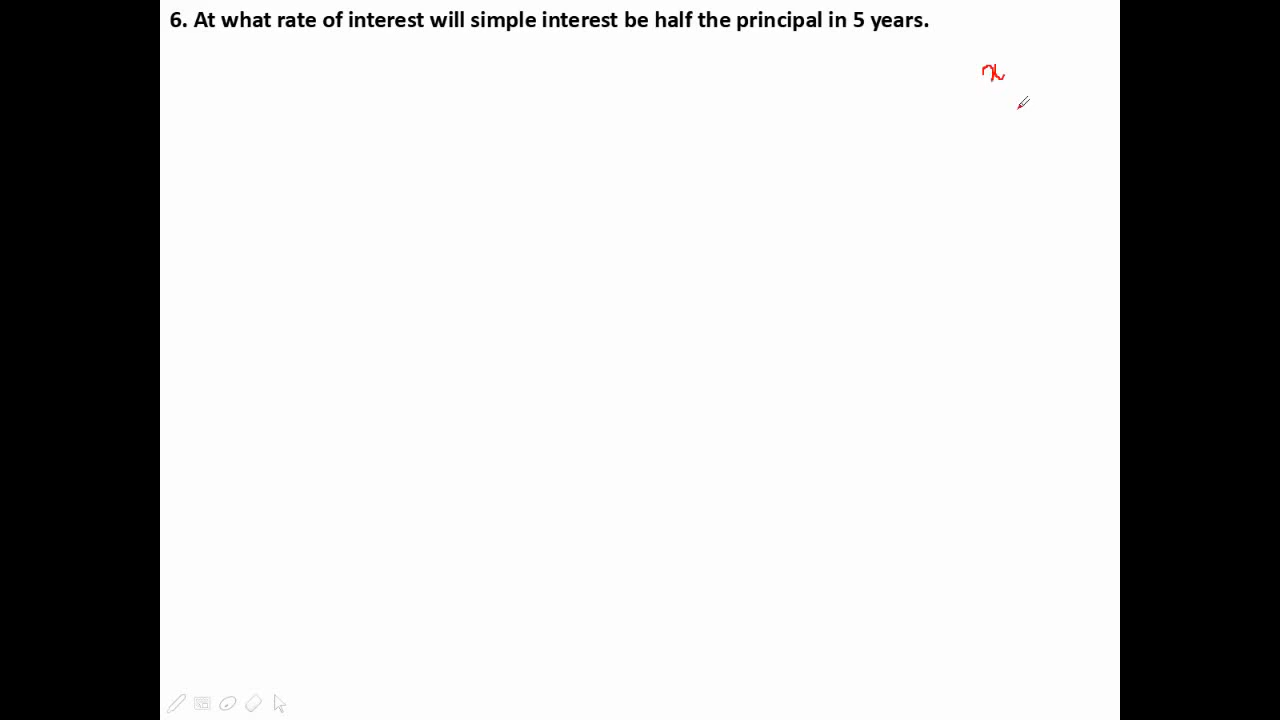 6. At what rate of interest will simple interest be half the principal in 5 years.
x